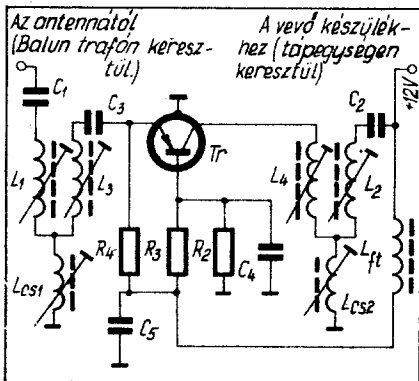 Az antennától
(Balun trafón keresz-
tül.)
A vevő készülék-
hez (tápegységen
keresztül)
+12V
C1
C3
C2
Tr
L1
L3
L4
L2
R4
R3
R2
C4
Lft
Lcs1
Lcs2
C5